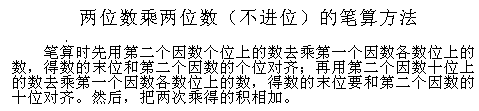 两位数乘两位数（不进位）的笔算方法
笔算时先用第二个因数个位上的数去乘第一个因数各数位上的
数，得数的末位和第二个因数的个位对齐；再用第二个因数十位上
的数去乘第一个因数各数位上的数，得数的末位要和第二个因数的
十位对齐。然后，把两次乘得的积相加。